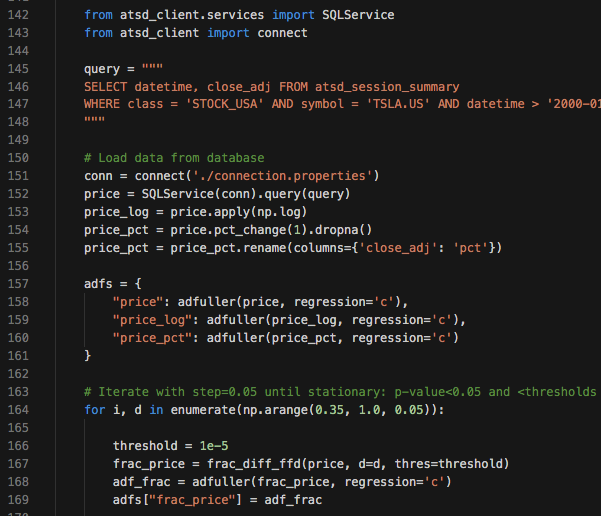 142 from atsd_client.services import SQLService
143 from atsd_client import connect
144
145 query = """
146 SELECT datetime, close_adj FROM atsd_session_summary
147 WHERE class = 'STOCK_USA' AND symbol = 'TSLA.US' AND datetime > '2000-01
148 """
149
150 # Load data from database
151 conn = connect('./connection.properties')
152 price = SQLService(conn).query(query)
153 price_log = price.apply(np.log)
154 price_pct = price.pct_change(1).dropna()
155 price_pct = price_pct.rename(columns={'close_adj': 'pct'})
156
157 adfs = {
158 "price": adfuller(price, regression='c'),
159 "price_log": adfuller(price_log, regression='c'),
160 "price_pct": adfuller(price_pct, regression='c')
161 }
162
163 # Iterate with step=0.05 until stationary: p-value<0.05 and <thresholds
164 for i, d in enumerate(np.arange(0.35, 1.0, 0.05)):
165
166 threshold = 1e-5
167 frac_price = frac_diff_ffd(price, d=d, thres=threshold)
168 adf_frac = adfuller(frac_price, regression='c')
169 adfs["frac_price"] = adf_frac